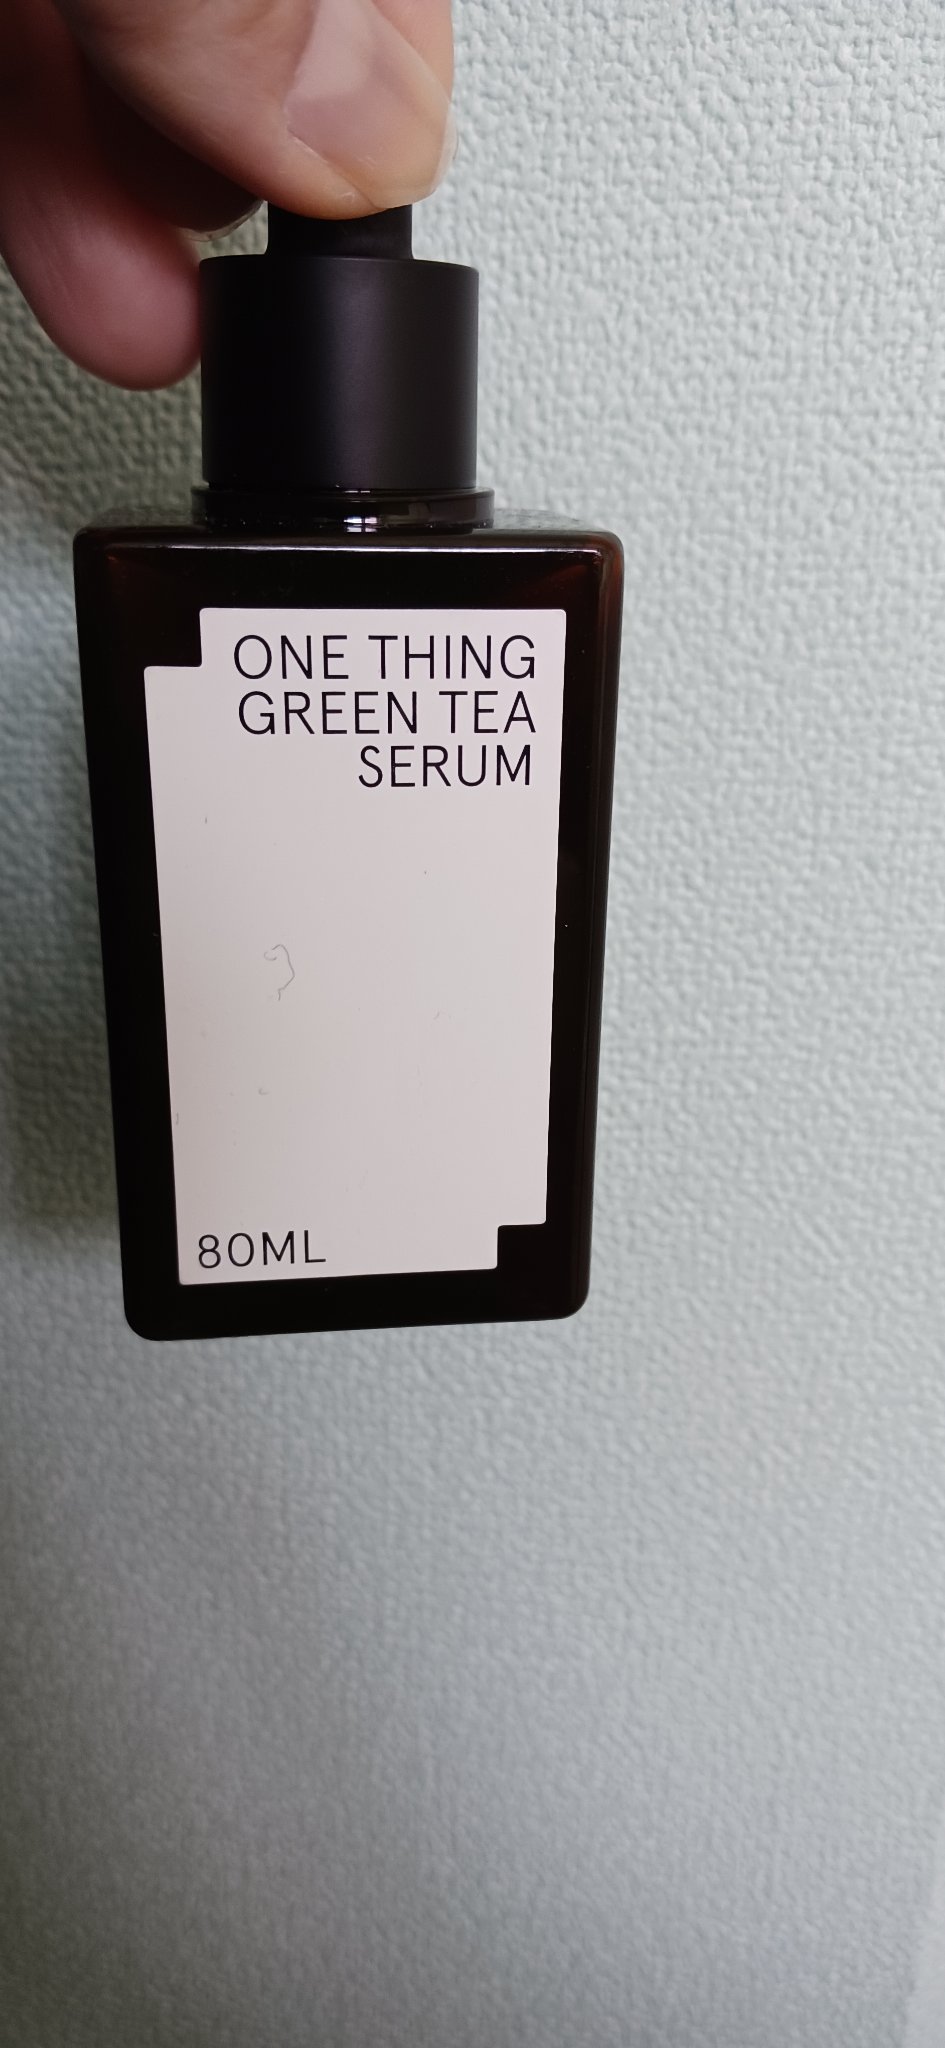 ONE THING
GREEN TEA
SERUM
80ML